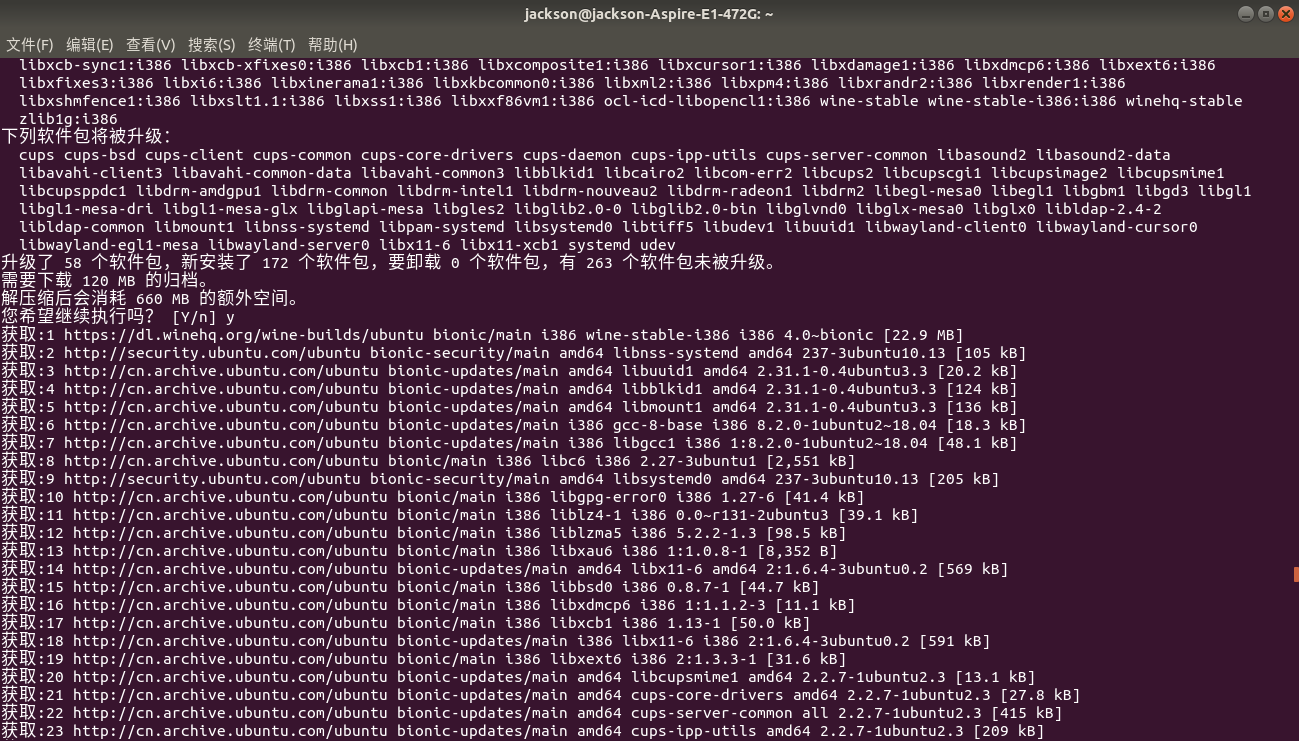 jackson@jackson-Aspire-E1-472G: ~
文件(F) 编辑(E) 查看(V) 搜索(S) 终端(T) 帮助(H)
libxcb-sync1:i386 libxcb-xfixes0:i386 libxcb1:i386 libxcomposite1:i386 libxcursor1:i386 libxdamage1:i386 libxdmcp6:i386 libxext6:i386
libxfixes3:i386 libxi6:i386 libxinerama1:i386 libxkbcommon0:i386 libxml2:i386 libxpm4:i386 libxrandr2:i386 libxrender1:i386
libxshmfence1:i386 libxslt1.1:i386 libxss1:i386 libxxf86vm1:i386 ocl-icd-libopencl1:i386 wine-stable wine-stable-i386:i386 winehq-stable
zlib1g:i386
下列软件包将被升级：
cups cups-bsd cups-client cups-common cups-core-drivers cups-daemon cups-ipp-utils cups-server-common libasound2 libasound2-data
libavahi-client3 libavahi-common-data libavahi-common3 libblkid1 libcairo2 libcom-err2 libcups2 libcupscgi1 libcupsimage2 libcupsmime1
libcupsppdc1 libdrm-amdgpu1 libdrm-common libdrm-intel1 libdrm-nouveau2 libdrm-radeon1 libdrm2 libegl-mesa0 libegl1 libgbm1 libgd3 libgl1
libgl1-mesa-dri libgl1-mesa-glx libglapi-mesa libgles2 libglib2.0-0 libglib2.0-bin libglvnd0 libglx-mesa0 libglx0 libldap-2.4-2
libldap-common libmount1 libnss-systemd libpam-systemd libsystemd0 libtiff5 libudev1 libuuid1 libwayland-client0 libwayland-cursor0
libwayland-egl1-mesa libwayland-server0 libx11-6 libx11-xcb1 systemd udev
升级了 58 个软件包，新安装了 172 个软件包，要卸载 0 个软件包，有 263 个软件包未被升级。
需要下载 120 MB 的归档。
解压缩后会消耗 660 MB 的额外空间。
您希望继续执行吗？ [Y/n] y
获取:1 https://dl.winehq.org/wine-builds/ubuntu bionic/main i386 wine-stable-i386 i386 4.0~bionic [22.9 MB]
获取:2 http://security.ubuntu.com/ubuntu bionic-security/main amd64 libnss-systemd amd64 237-3ubuntu10.13 [105 kB]
获取:3 http://cn.archive.ubuntu.com/ubuntu bionic-updates/main amd64 libuuid1 amd64 2.31.1-0.4ubuntu3.3 [20.2 kB]
获取:4 http://cn.archive.ubuntu.com/ubuntu bionic-updates/main amd64 libblkid1 amd64 2.31.1-0.4ubuntu3.3 [124 kB]
获取:5 http://cn.archive.ubuntu.com/ubuntu bionic-updates/main amd64 libmount1 amd64 2.31.1-0.4ubuntu3.3 [136 kB]
获取:6 http://cn.archive.ubuntu.com/ubuntu bionic-updates/main i386 gcc-8-base i386 8.2.0-1ubuntu2~18.04 [18.3 kB]
获取:7 http://cn.archive.ubuntu.com/ubuntu bionic-updates/main i386 libgcc1 i386 1:8.2.0-1ubuntu2~18.04 [48.1 kB]
获取:8 http://cn.archive.ubuntu.com/ubuntu bionic/main i386 libc6 i386 2.27-3ubuntu1 [2,551 kB]
获取:9 http://security.ubuntu.com/ubuntu bionic-security/main amd64 libsystemd0 amd64 237-3ubuntu10.13 [205 kB]
获取:10 http://cn.archive.ubuntu.com/ubuntu bionic/main i386 libgpg-error0 i386 1.27-6 [41.4 kB]
获取:11 http://cn.archive.ubuntu.com/ubuntu bionic/main i386 liblz4-1 i386 0.0~r131-2ubuntu3 [39.1 kB]
获取:12 http://cn.archive.ubuntu.com/ubuntu bionic/main i386 liblzma5 i386 5.2.2-1.3 [98.5 kB]
获取:13 http://cn.archive.ubuntu.com/ubuntu bionic/main i386 libxau6 i386 1:1.0.8-1 [8,352 B]
获取:14 http://cn.archive.ubuntu.com/ubuntu bionic-updates/main amd64 libx11-6 amd64 2:1.6.4-3ubuntu0.2 [569 kB]
获取:15 http://cn.archive.ubuntu.com/ubuntu bionic/main i386 libbsd0 i386 0.8.7-1 [44.7 kB]
获取:16 http://cn.archive.ubuntu.com/ubuntu bionic/main i386 libxdmcp6 i386 1:1.1.2-3 [11.1 kB]
获取:17 http://cn.archive.ubuntu.com/ubuntu bionic/main i386 libxcb1 i386 1.13-1 [50.0 kB]
获取:18 http://cn.archive.ubuntu.com/ubuntu bionic-updates/main i386 libx11-6 i386 2:1.6.4-3ubuntu0.2 [591 kB]
获取:19 http://cn.archive.ubuntu.com/ubuntu bionic/main i386 libxext6 i386 2:1.3.3-1 [31.6 kB]
获取:20 http://cn.archive.ubuntu.com/ubuntu bionic-updates/main amd64 libcupsmime1 amd64 2.2.7-1ubuntu2.3 [13.1 kB]
获取:21 http://cn.archive.ubuntu.com/ubuntu bionic-updates/main amd64 cups-core-drivers amd64 2.2.7-1ubuntu2.3 [27.8 kB]
获取:22 http://cn.archive.ubuntu.com/ubuntu bionic-updates/main amd64 cups-server-common all 2.2.7-1ubuntu2.3 [415 kB]
获取:23 http://cn.archive.ubuntu.com/ubuntu bionic-updates/main amd64 cups-ipp-utils amd64 2.2.7-1ubuntu2.3 [209 kB]